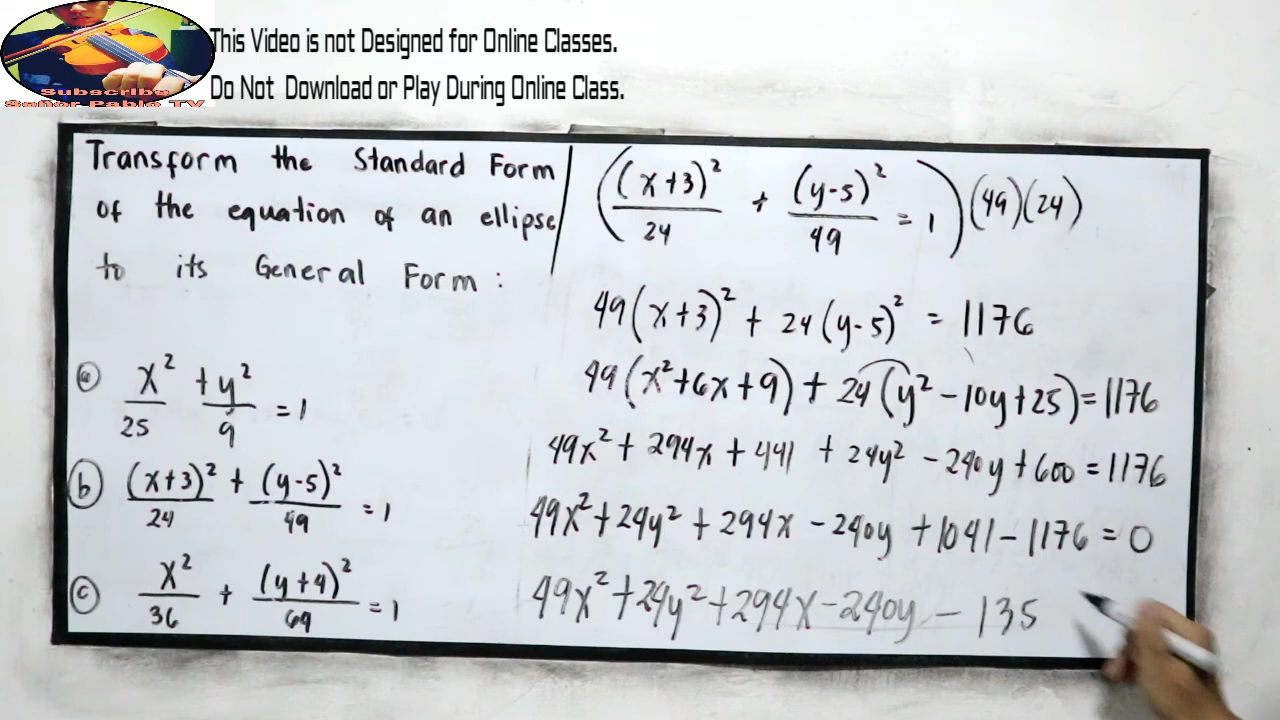 This Video is not Designed for Online Classes.
Do Not Download or Play During Online Class.
Subscribe
Señor Pablo TV
Transform the Standard Form
of the equation of an ellipse
to its General Form :
(a) x²/25 + y²/9 = 1
(b) (x+3)²/24 + (y-5)²/49 = 1
(c) x²/36 + (y+4)²/69 = 1
((x+3)²/24 + (y-5)²/49 = 1)(49)(24)
49(x+3)² + 24(y-5)² = 1176
49(x²+6x+9) + 24(y²-10y+25) = 1176
49x² + 294x + 441 + 24y² - 240y + 600 = 1176
49x² + 24y² + 294x - 240y + 1041 - 1176 = 0
49x² + 24y² + 294x - 240y - 135